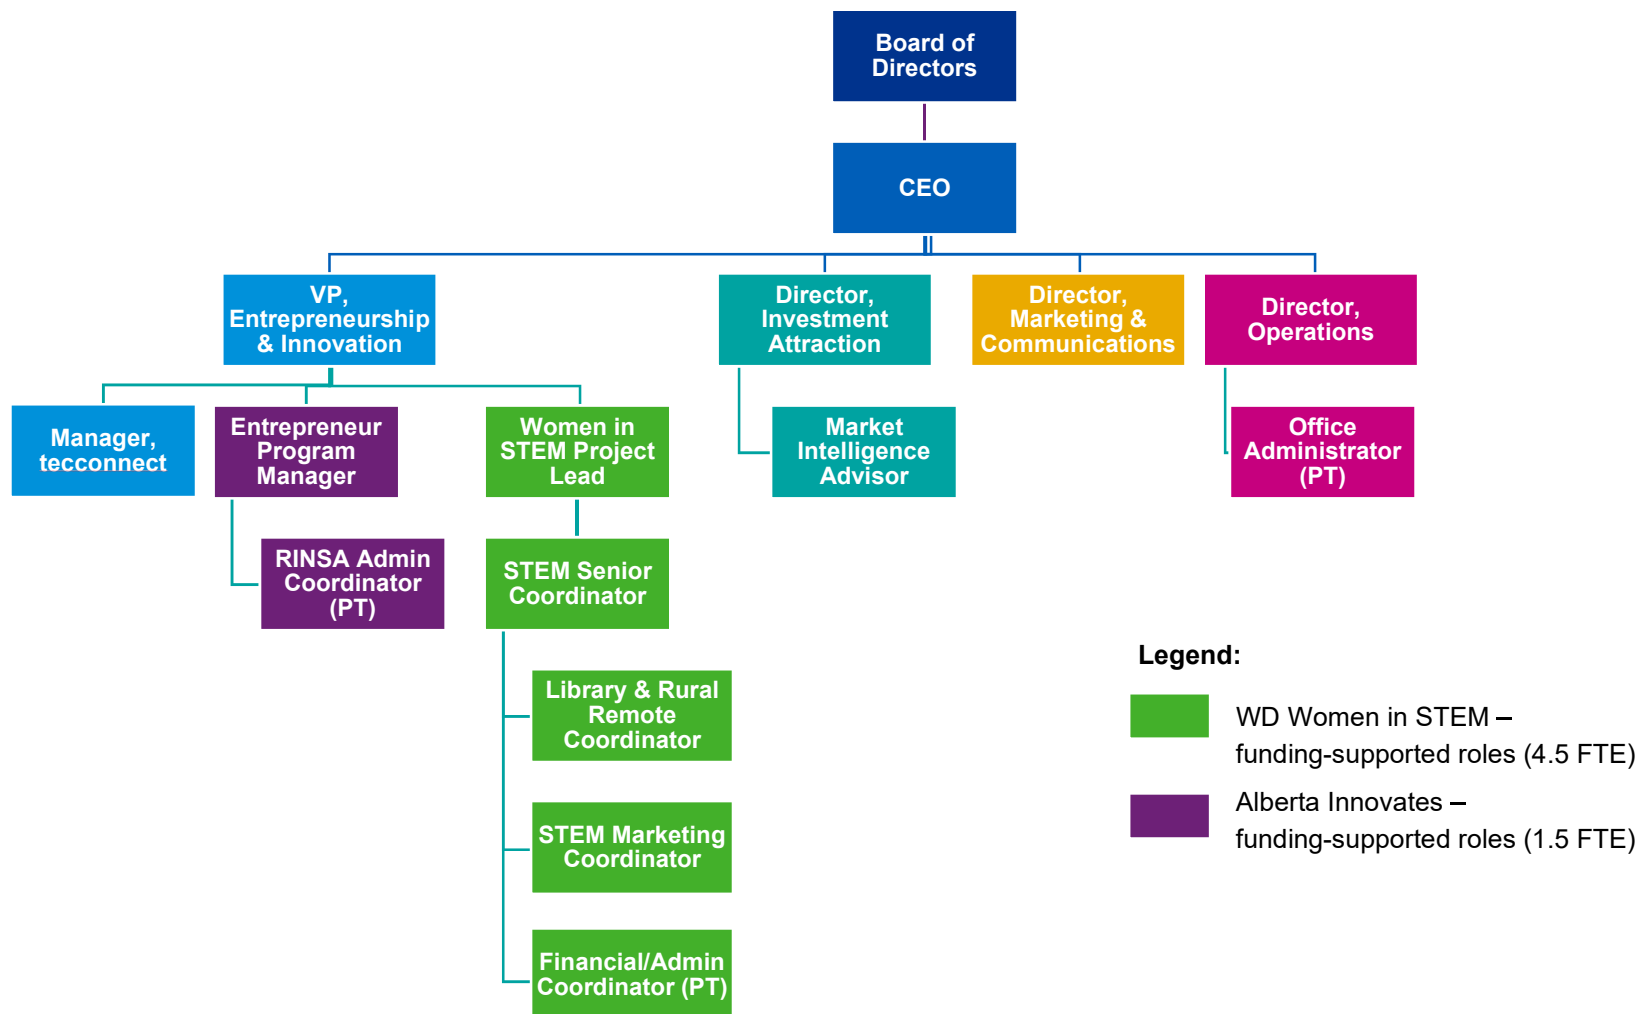 Board of
Directors
CEO
VP,
Entrepreneurship
& Innovation
Director,
Investment
Attraction
Director,
Marketing &
Communications
Director,
Operations
Manager,
tecconnect
Entrepreneur
Program
Manager
Women in
STEM Project
Lead
Market
Intelligence
Advisor
Office
Administrator
(PT)
RINSA Admin
Coordinator
(PT)
STEM Senior
Coordinator
Library & Rural
Remote
Coordinator
STEM Marketing
Coordinator
Financial/Admin
Coordinator (PT)
Legend:
WD Women in STEM –
funding-supported roles (4.5 FTE)
Alberta Innovates –
funding-supported roles (1.5 FTE)